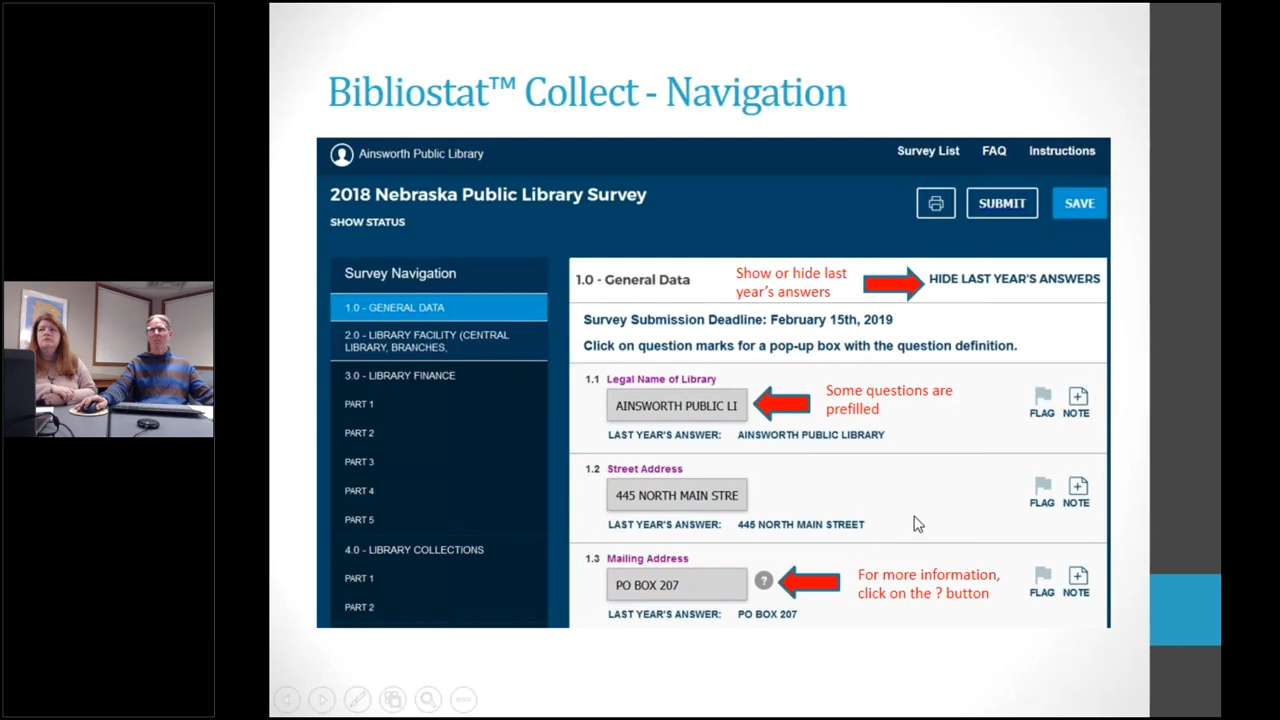 Bibliostat™ Collect - Navigation
Ainsworth Public Library
Survey List FAQ Instructions
2018 Nebraska Public Library Survey
SUBMIT SAVE
SHOW STATUS
Survey Navigation
1.0 - GENERAL DATA
2.0 - LIBRARY FACILITY (CENTRAL
LIBRARY, BRANCHES,
3.0 - LIBRARY FINANCE
PART 1
PART 2
PART 3
PART 4
PART 5
4.0 - LIBRARY COLLECTIONS
PART 1
PART 2
1.0 - General Data
Show or hide last
year's answers
HIDE LAST YEAR'S ANSWERS
Survey Submission Deadline: February 15th, 2019
Click on question marks for a pop-up box with the question definition.
1.1 Legal Name of Library
AINSWORTH PUBLIC LI
Some questions are
prefilled
FLAG NOTE
LAST YEAR'S ANSWER: AINSWORTH PUBLIC LIBRARY
1.2 Street Address
445 NORTH MAIN STRE
FLAG NOTE
LAST YEAR'S ANSWER: 445 NORTH MAIN STREET
1.3 Mailing Address
PO BOX 207
?
For more information,
click on the ? button
FLAG NOTE
LAST YEAR'S ANSWER: PO BOX 207